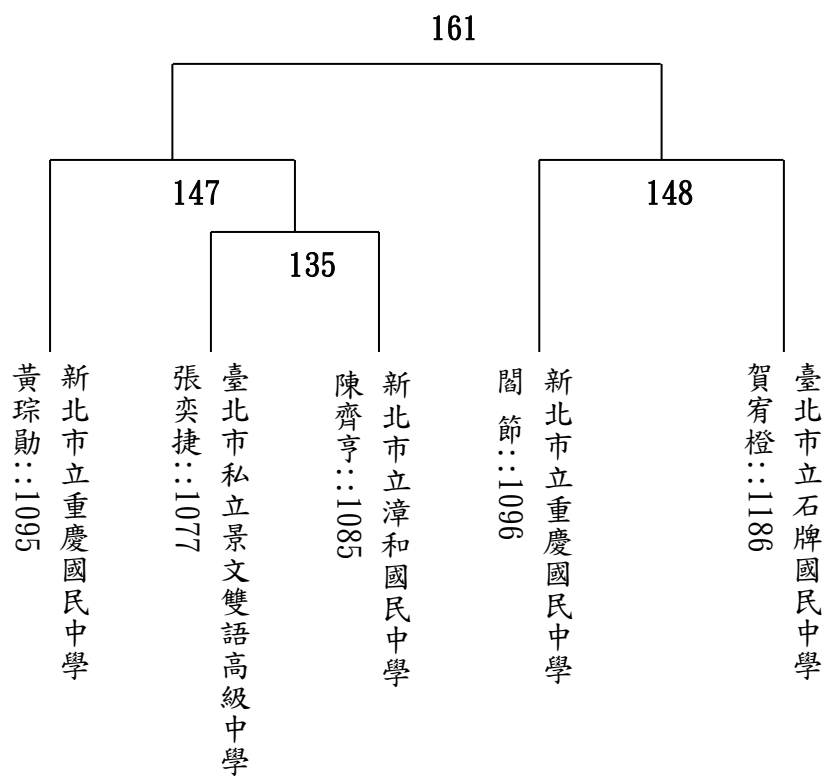 161
147
148
135
新北市立重慶國民中學
黃琮勛::1095
臺北市私立景文雙語高級中學
張奕捷::1077
新北市立漳和國民中學
陳齊亨::1085
新北市立重慶國民中學
閻 節::1096
臺北市立石牌國民中學
賀宥橙::1186